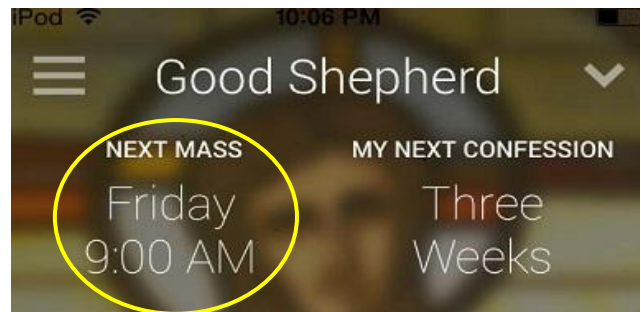 iPod 10:06 PM
Good Shepherd
NEXT MASS MY NEXT CONFESSION
Friday Three
9:00 AM Weeks